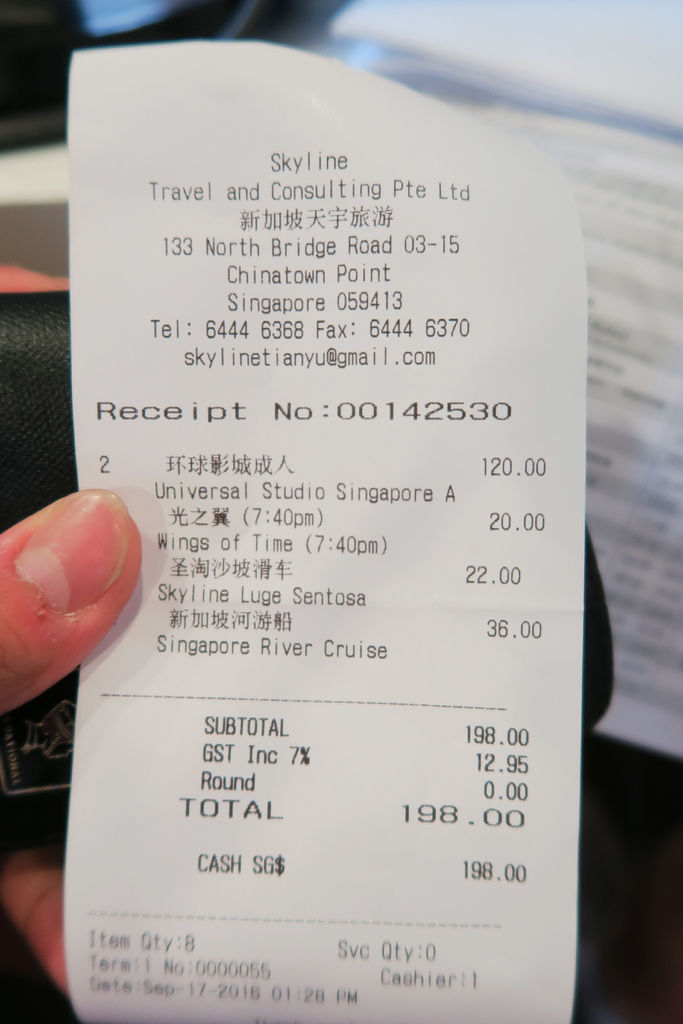 Skyline
Travel and Consulting Pte Ltd
新加坡天宇旅游
133 North Bridge Road 03-15
Chinatown Point
Singapore 059413
Tel: 6444 6368 Fax: 6444 6370
skylinetianyu@gmail.com
Receipt No:00142530
2 环球影城成人 120.00
Universal Studio Singapore A
光之翼 (7:40pm) 20.00
Wings of Time (7:40pm)
圣淘沙坡滑车 22.00
Skyline Luge Sentosa
新加坡河游船 36.00
Singapore River Cruise
SUBTOTAL 198.00
GST Inc 7% 12.95
Round 0.00
TOTAL 198.00
CASH SG$ 198.00
Item Qty:8 Svc Qty:0
Term:1 No:0000055 Cashier:1
Date:Sep-17-2016 01:28 PM